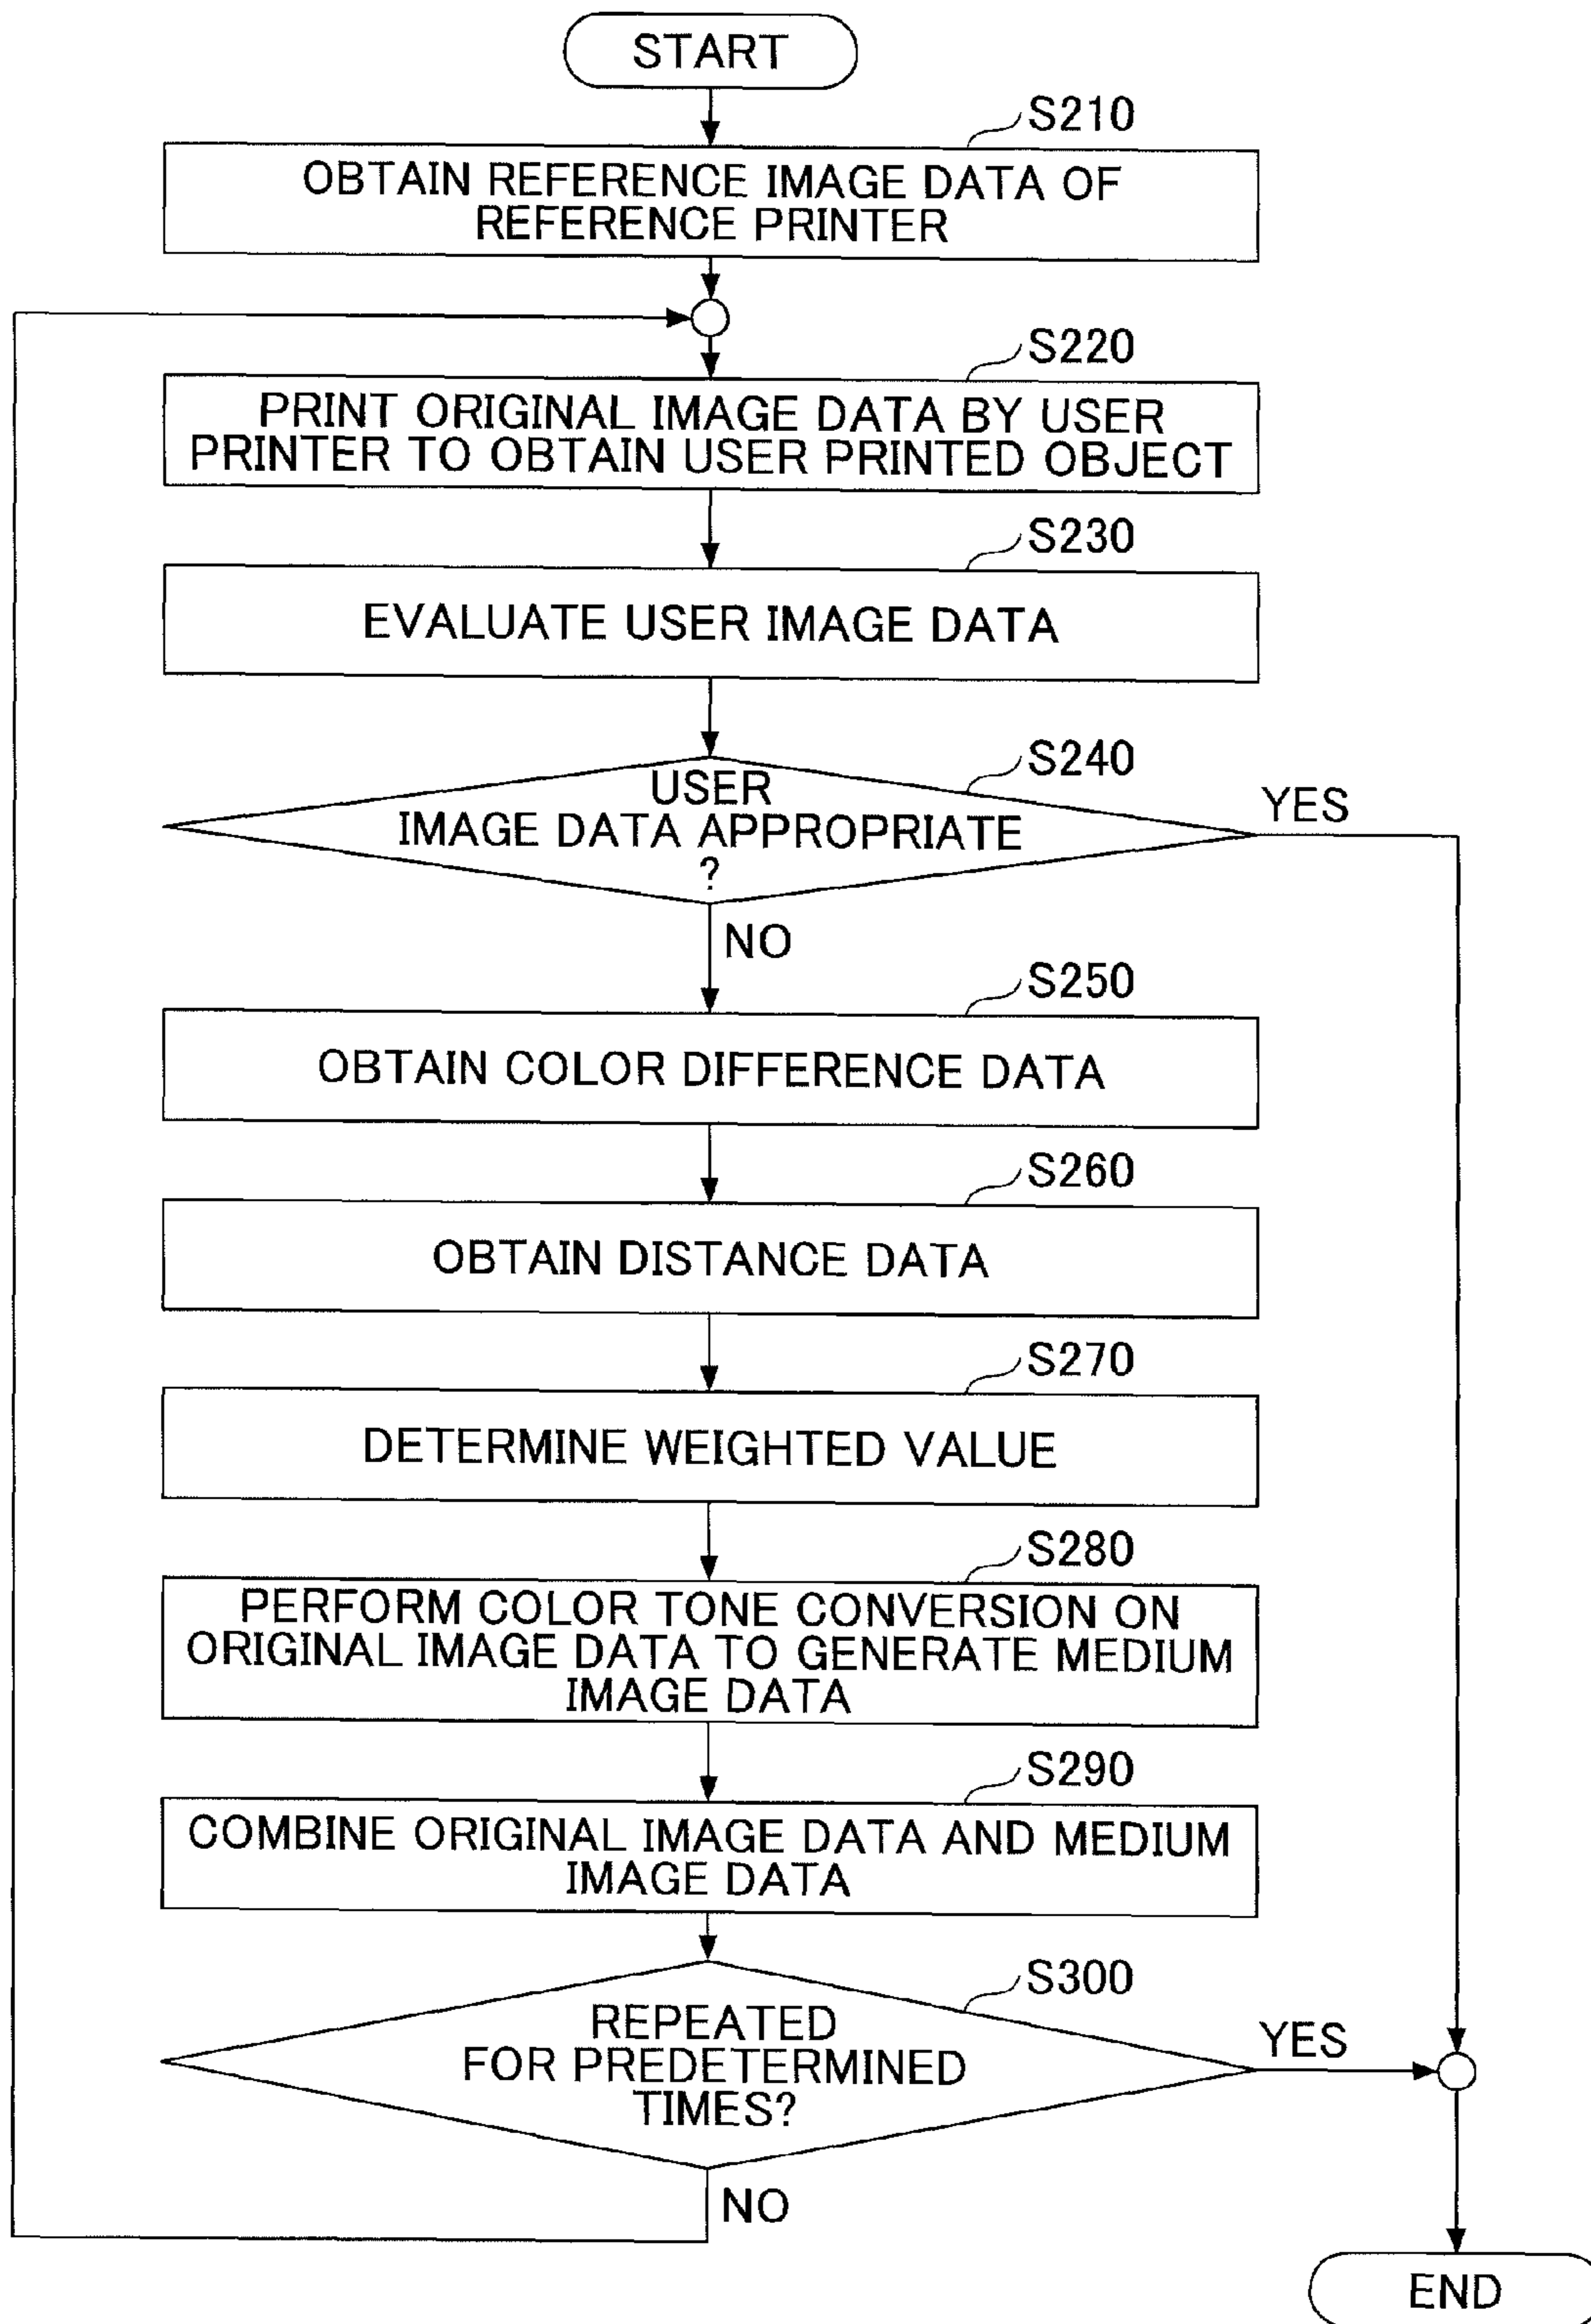 START
S210
OBTAIN REFERENCE IMAGE DATA OF
REFERENCE PRINTER
S220
PRINT ORIGINAL IMAGE DATA BY USER
PRINTER TO OBTAIN USER PRINTED OBJECT
S230
EVALUATE USER IMAGE DATA
S240
USER
IMAGE DATA APPROPRIATE
?
YES
NO
S250
OBTAIN COLOR DIFFERENCE DATA
S260
OBTAIN DISTANCE DATA
S270
DETERMINE WEIGHTED VALUE
S280
PERFORM COLOR TONE CONVERSION ON
ORIGINAL IMAGE DATA TO GENERATE MEDIUM
IMAGE DATA
S290
COMBINE ORIGINAL IMAGE DATA AND MEDIUM
IMAGE DATA
S300
REPEATED
FOR PREDETERMINED
TIMES?
YES
NO
END